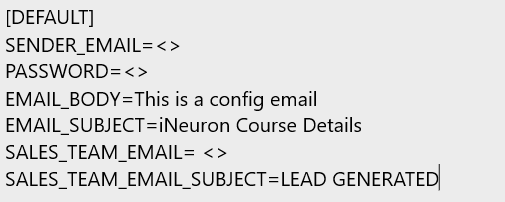 [DEFAULT]
SENDER_EMAIL=<>
PASSWORD=<>
EMAIL_BODY=This is a config email
EMAIL_SUBJECT=iNeuron Course Details
SALES_TEAM_EMAIL= <>
SALES_TEAM_EMAIL_SUBJECT=LEAD GENERATED